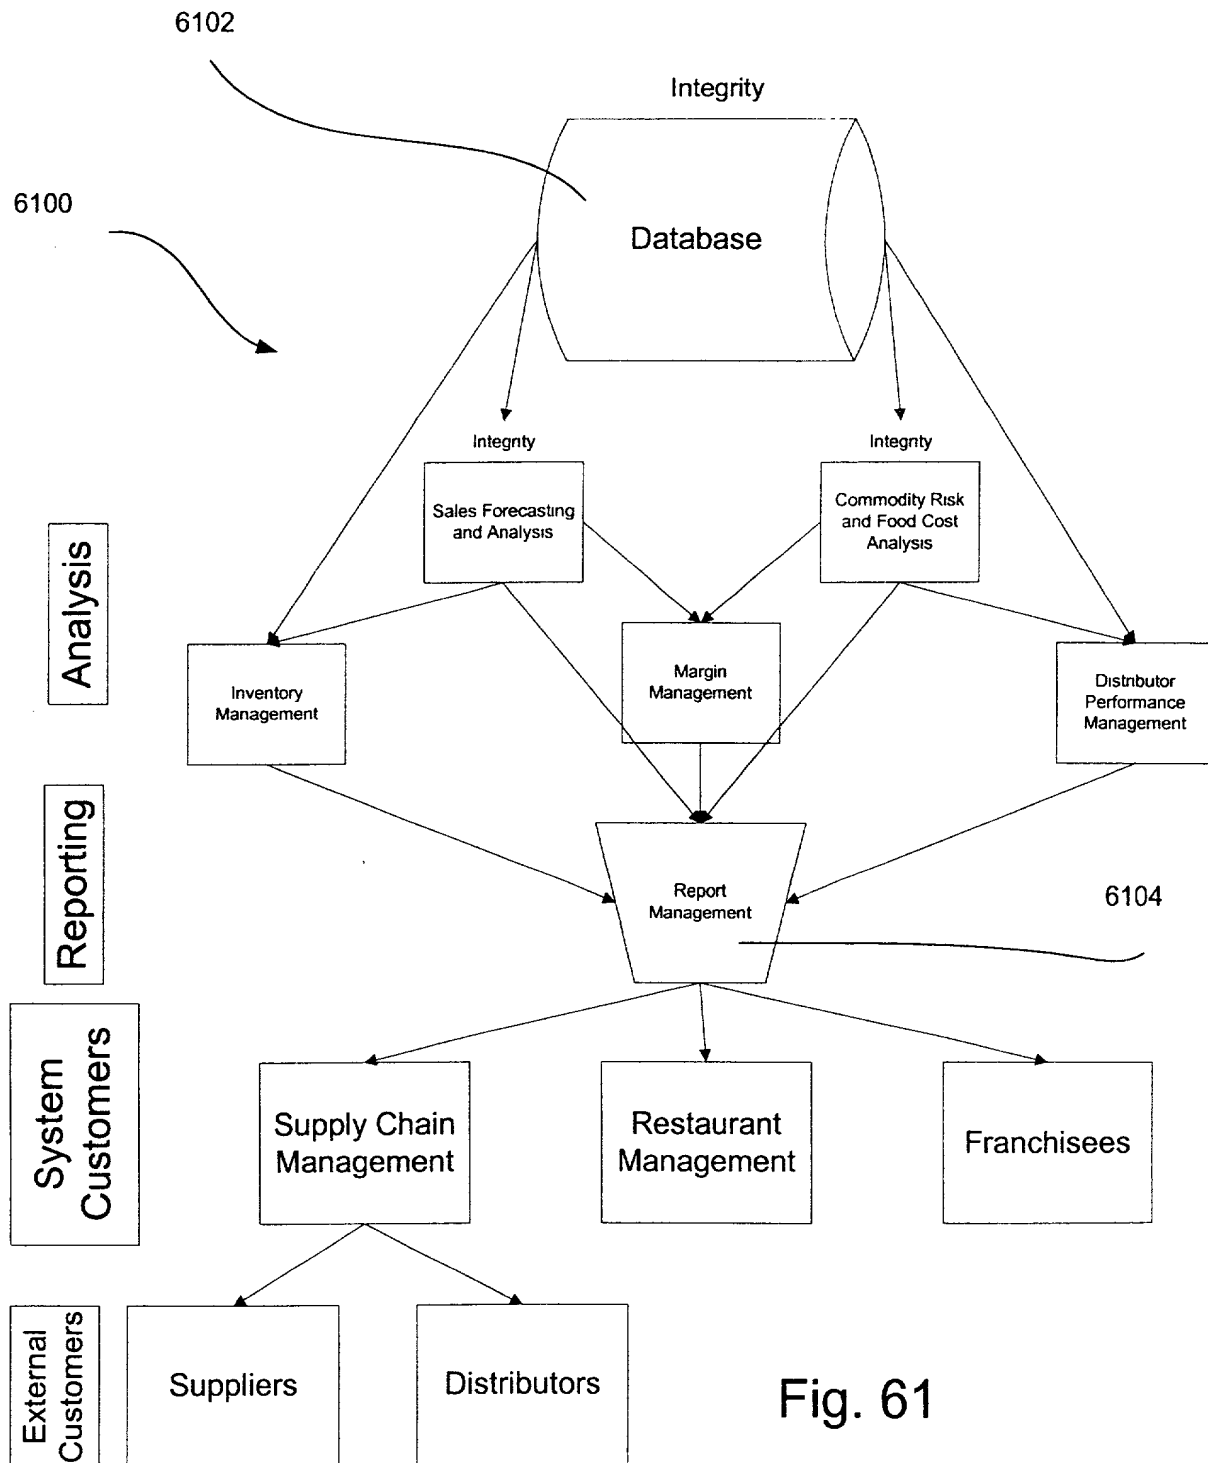 6102
Integrity
6100
Database
Integrity
Integrity
Sales Forecasting
and Analysis
Commodity Risk
and Food Cost
Analysis
Analysis
Inventory
Management
Margin
Management
Distributor
Performance
Management
Reporting
Report
Management
6104
System
Customers
Supply Chain
Management
Restaurant
Management
Franchisees
External
Customers
Suppliers
Distributors
Fig. 61